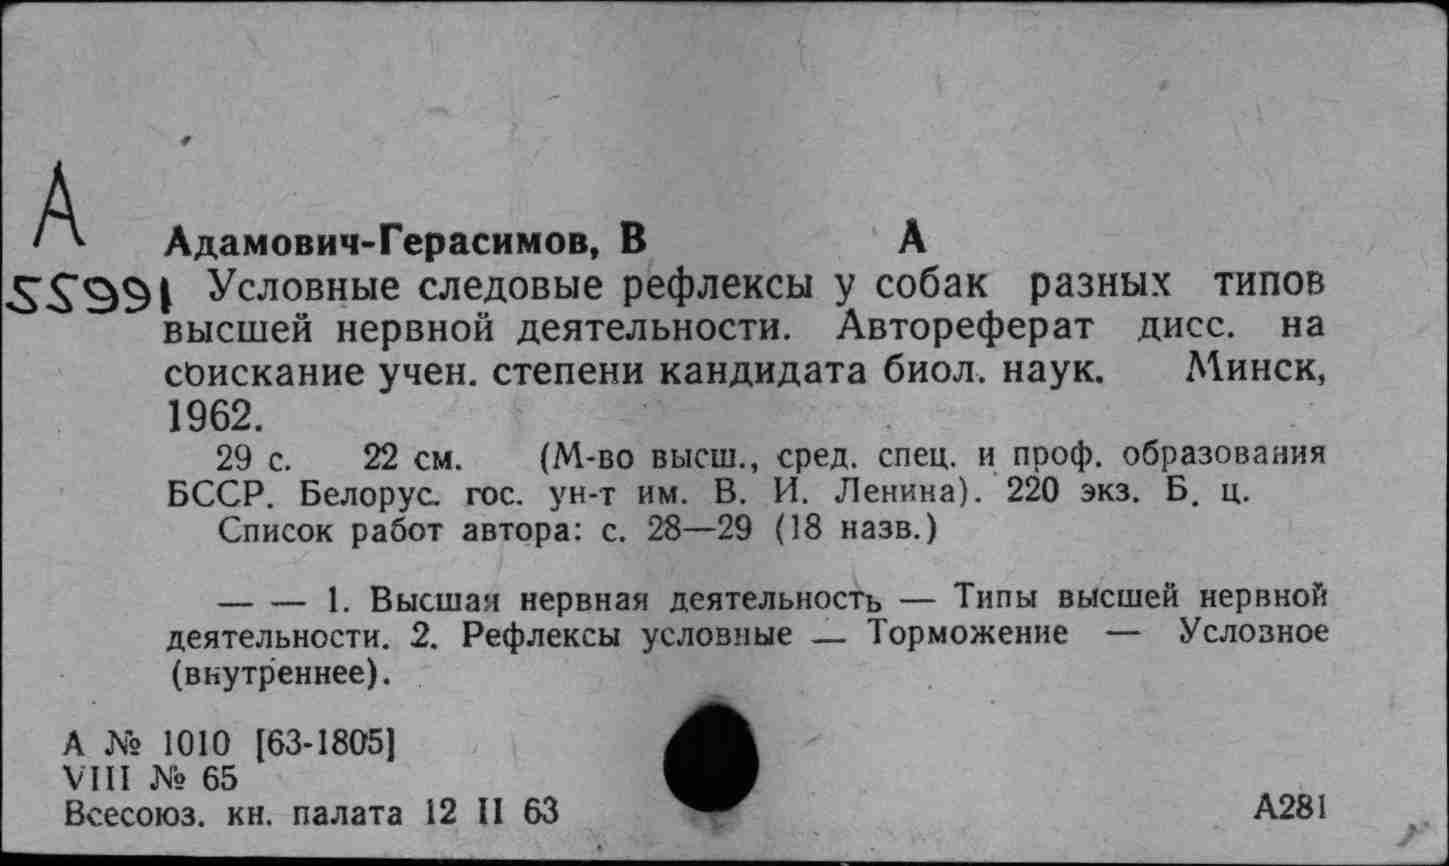 А
Адамович-Герасимов, В А
55991 Условные следовые рефлексы у собак разных типов
высшей нервной деятельности. Автореферат дисс. на
соискание учен. степени кандидата биол. наук. Минск,
1962.
29 с. 22 см. (М-во высш., сред. спец. и проф. образования
БССР. Белорус. гос. ун-т им. В. И. Ленина). 220 экз. Б. ц.
Список работ автора: с. 28—29 (18 назв.)
— — 1. Высшая нервная деятельность — Типы высшей нервной
деятельности. 2. Рефлексы условные — Торможение — Условное
(внутреннее).
А № 1010 [63-1805]
VIII № 65
Всесоюз. кн. палата 12 II 63
А281